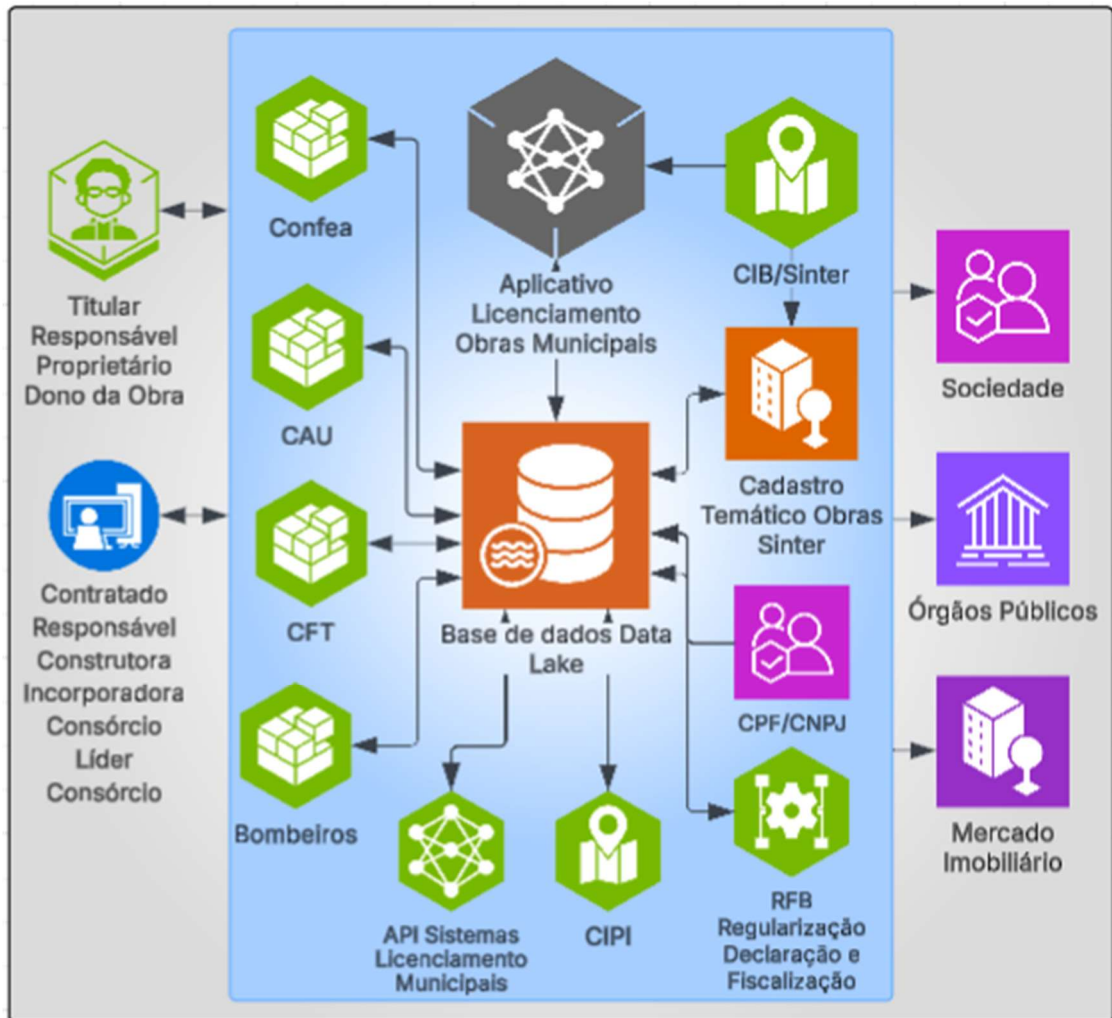 Confea
Aplicativo
Licenciamento
Obras Municipais
CIB/Sinter
Titular
Responsável
Proprietário
Dono da Obra
Sociedade
CAU
Cadastro
Temático Obras
Sinter
Contratado
Responsável
Construtora
Incorporadora
Consórcio
Líder
Consórcio
CFT
Base de dados Data
Lake
Órgãos Públicos
CPF/CNPJ
Bombeiros
API Sistemas
Licenciamento
Municipais
CIPI
RFB
Regularização
Declaração e
Fiscalização
Mercado
Imobiliário